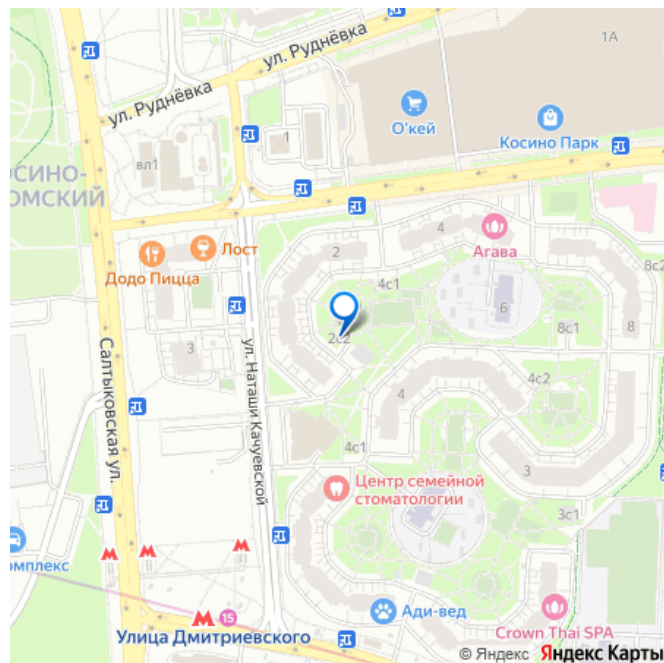 ул. Руднёвка
1А
ул. Руднёвка
О'кей
Косино Парк
1
вл1
ОСИНО-
ОМСКИЙ
4
Агава
2
Лост
Додо Пицца
4с1
8с2
6
2с2
8с1
8
3
Салтыковская ул.
ул. Наташи Качуевской
4
4с2
4с1
3
Центр семейной
стоматологии
3с1
М
М
М
омплекс
М
15
Улица Дмитриевского
Ади-вед
Crown Thai SPA
© Яндекс Яндекс Карты